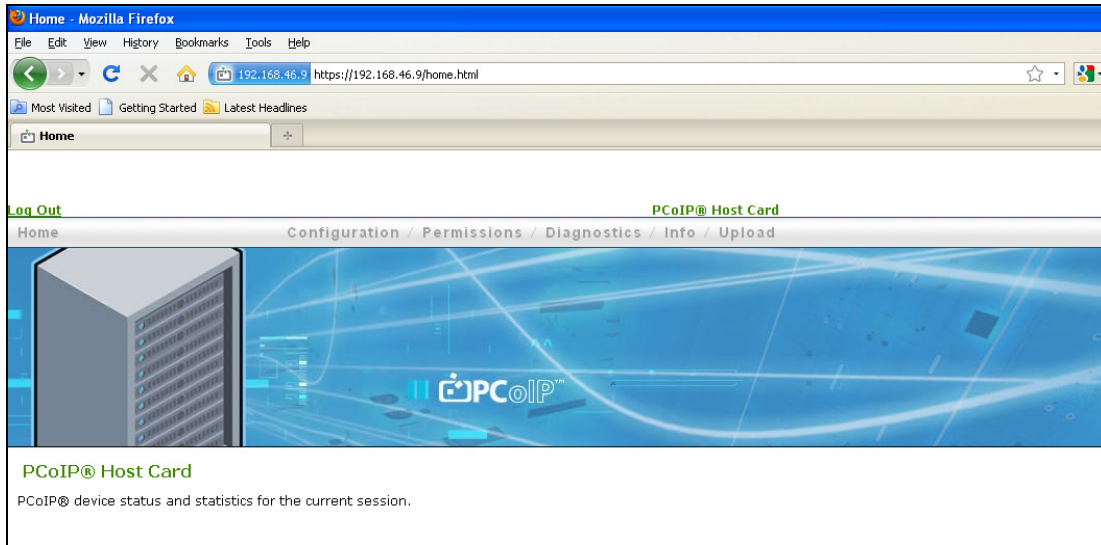 Home - Mozilla Firefox
File Edit View History Bookmarks Tools Help
192.168.46.9 https://192.168.46.9/home.html
Most Visited Getting Started Latest Headlines
Home
Log Out PCoIP® Host Card
Home Configuration / Permissions / Diagnostics / Info / Upload
PCoIP™
PCoIP® Host Card
PCoIP® device status and statistics for the current session.